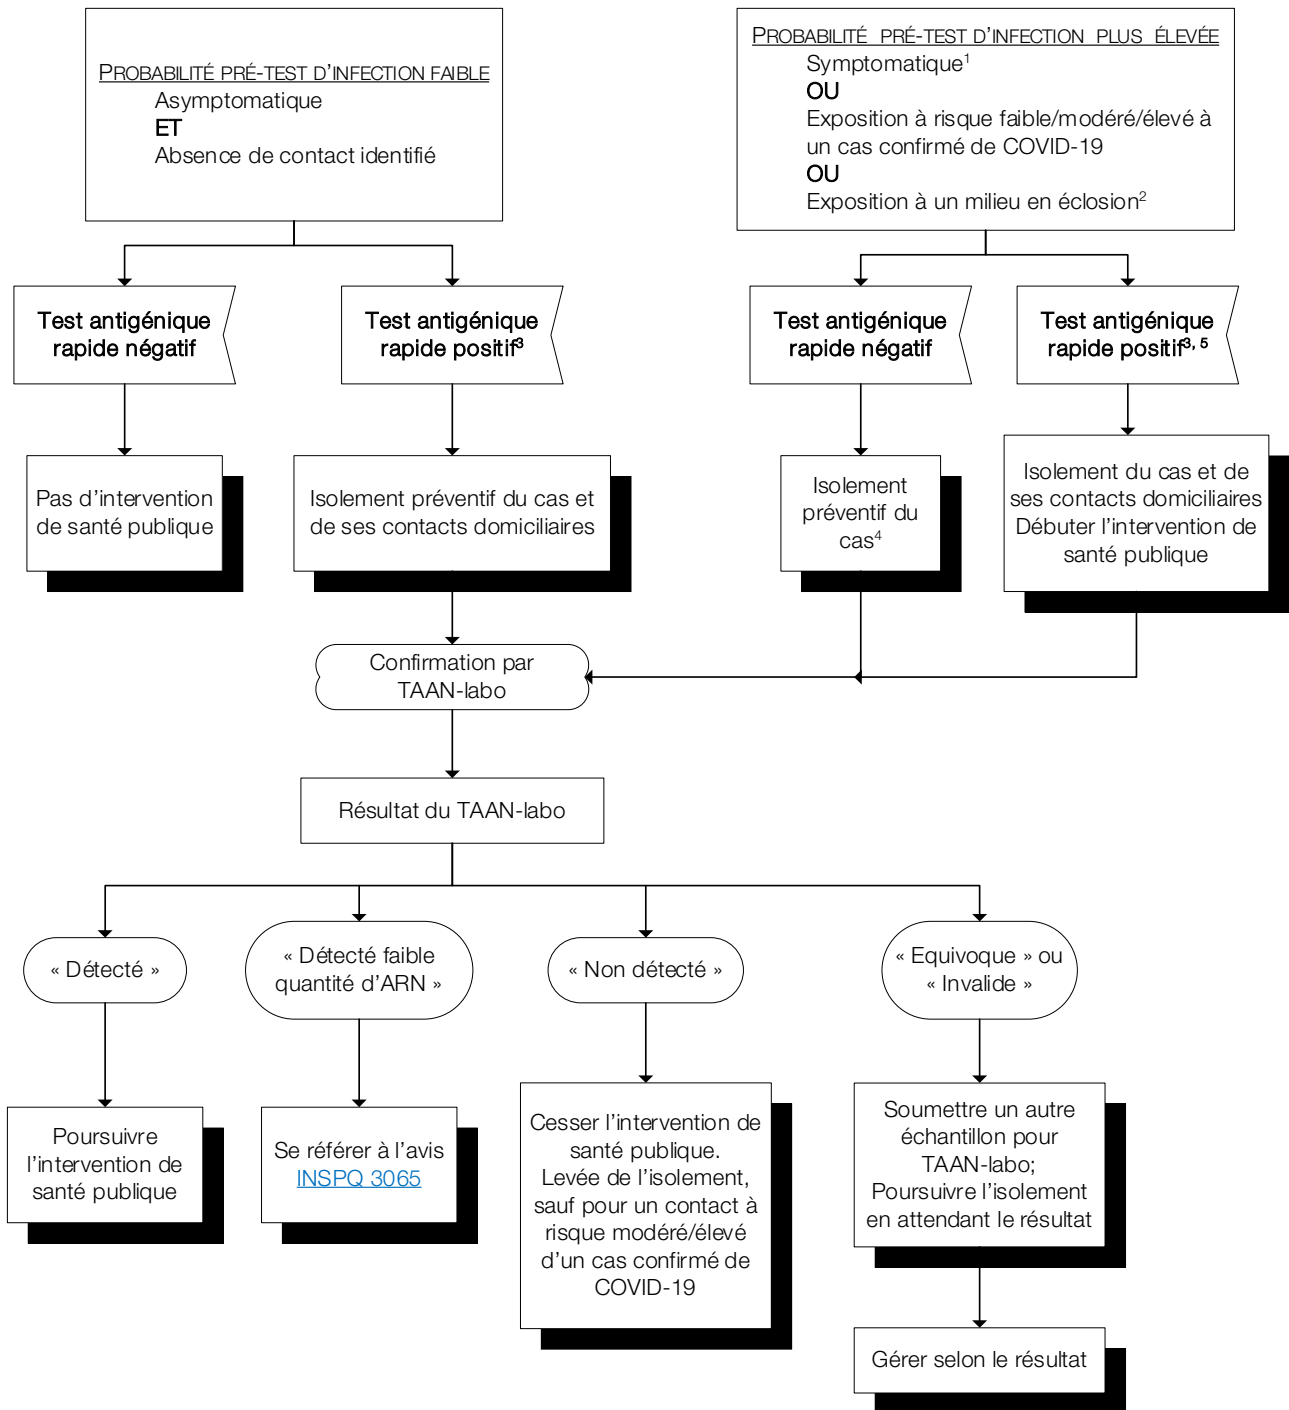 PROBABILITÉ PRÉ-TEST D'INFECTION FAIBLE
Asymptomatique
ET
Absence de contact identifié
PROBABILITÉ PRÉ-TEST D'INFECTION PLUS ÉLEVÉE
Symptomatique¹
OU
Exposition à risque faible/modéré/élevé à
un cas confirmé de COVID-19
OU
Exposition à un milieu en éclosion²
Test antigénique
rapide négatif
Test antigénique
rapide positif³
Test antigénique
rapide négatif
Test antigénique
rapide positif³, ⁵
Pas d'intervention
de santé publique
Isolement préventif du cas et
de ses contacts domiciliaires
Isolement
préventif du
cas⁴
Isolement du cas et de
ses contacts domiciliaires
Débuter l'intervention de
santé publique
Confirmation par
TAAN-labo
Résultat du TAAN-labo
« Détecté »
« Détecté faible
quantité d'ARN »
« Non détecté »
« Equivoque » ou
« Invalide »
Poursuivre
l'intervention de
santé publique
Se référer à l'avis
INSPQ 3065
Cesser l'intervention de
santé publique.
Levée de l'isolement,
sauf pour un contact à
risque modéré/élevé
d'un cas confirmé de
COVID-19
Soumettre un autre
échantillon pour
TAAN-labo;
Poursuivre l'isolement
en attendant le résultat
Gérer selon le résultat